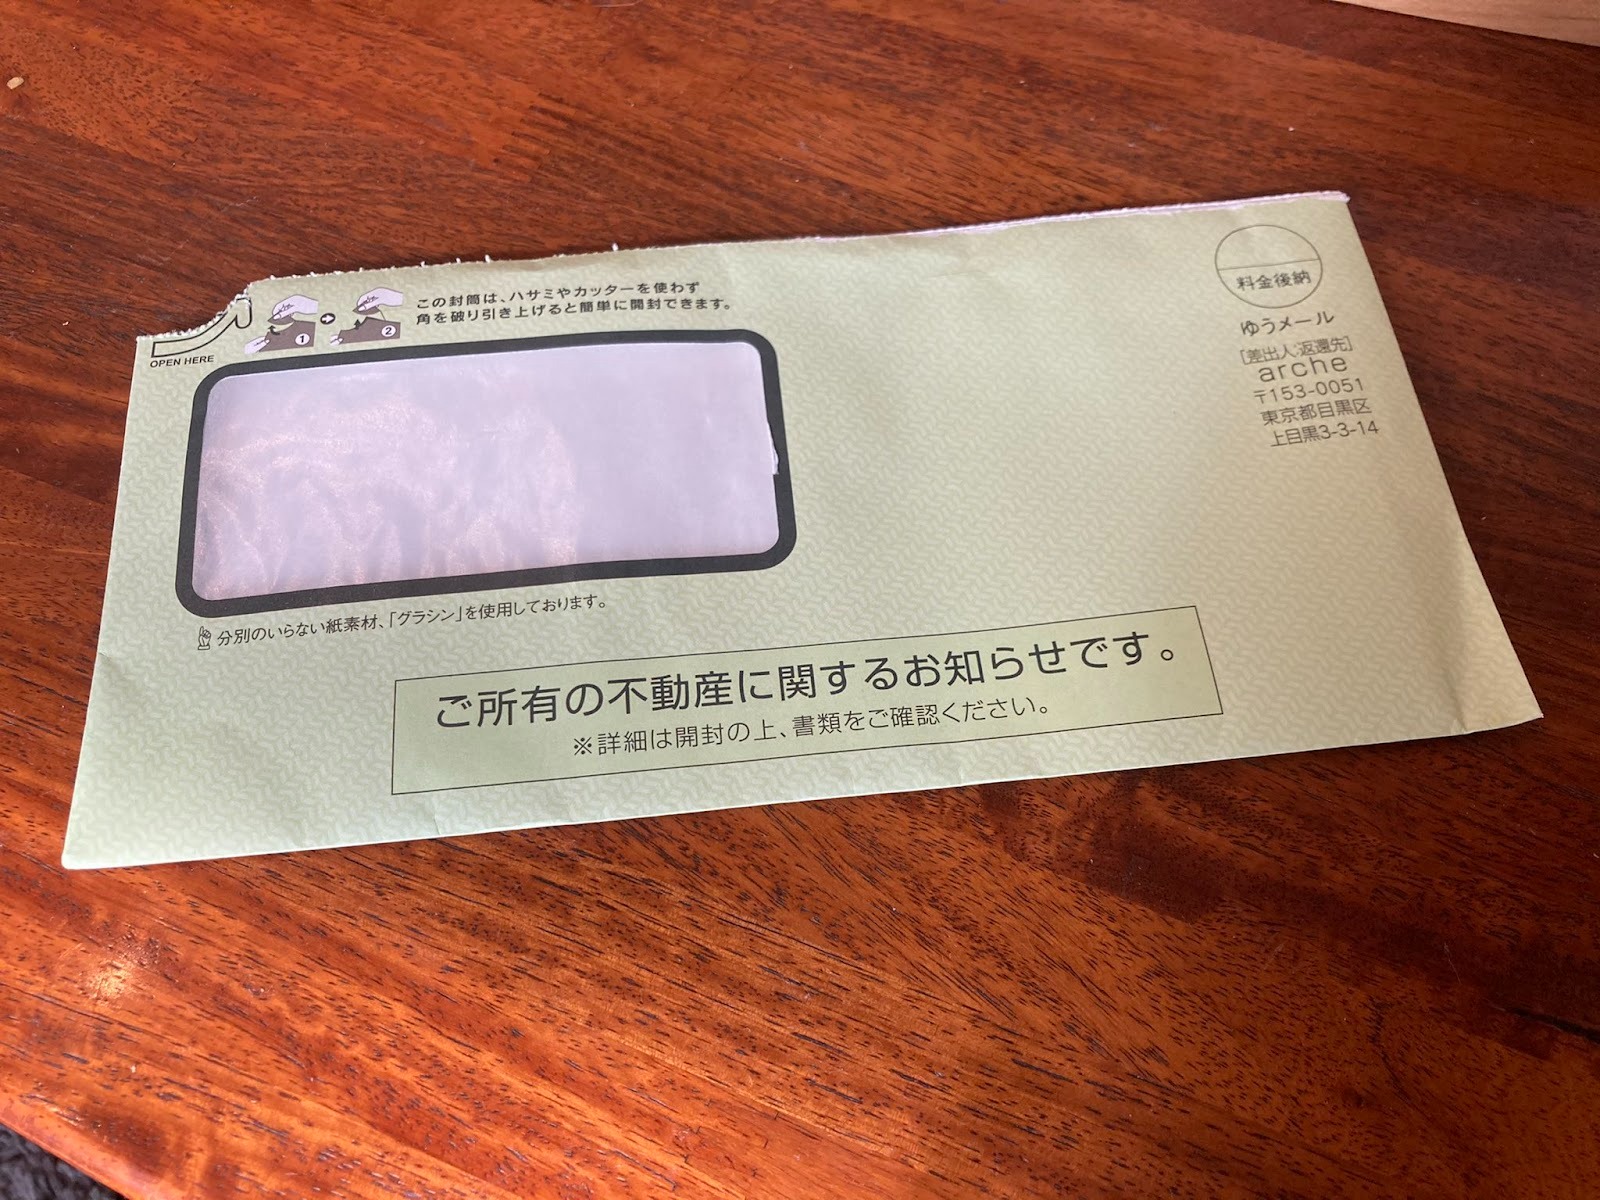 この封筒は、ハサミやカッターを使わず
角を破り引き上げると簡単に開封できます。
① ②
OPEN HERE
分別のいらない紙素材、「グラシン」を使用しております。
料金後納
ゆうメール
［差出人・返還先］
arche
〒153-0051
東京都目黒区
上目黒3-3-14
ご所有の不動産に関するお知らせです。
※詳細は開封の上、書類をご確認ください。